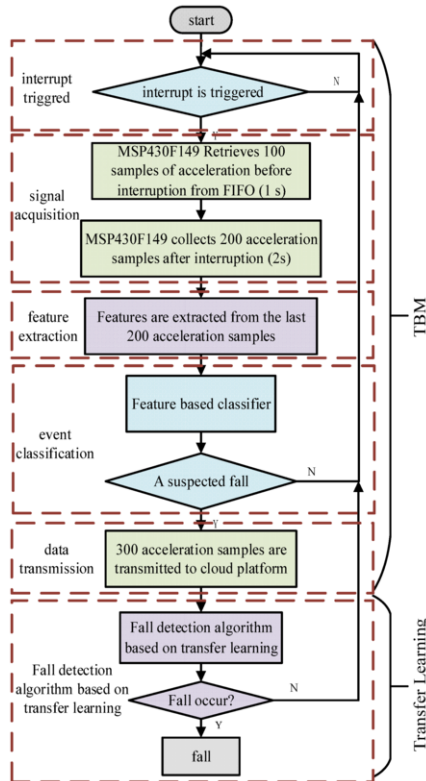 start
interrupt
triggred
interrupt is triggered
N
Y
signal
acquisition
MSP430F149 Retrieves 100
samples of acceleration before
interruption from FIFO (1 s)
MSP430F149 collects 200 acceleration
samples after interruption (2s)
feature
extraction
Features are extracted from the last
200 acceleration samples
TBM
event
classification
Feature based classifier
A suspected fall
N
Y
data
transmission
300 acceleration samples are
transmitted to cloud platform
Fall detection
algorithm based on
transfer learning
Fall detection algorithm
based on transfer learning
Fall occur?
N
Y
fall
Transfer Learning